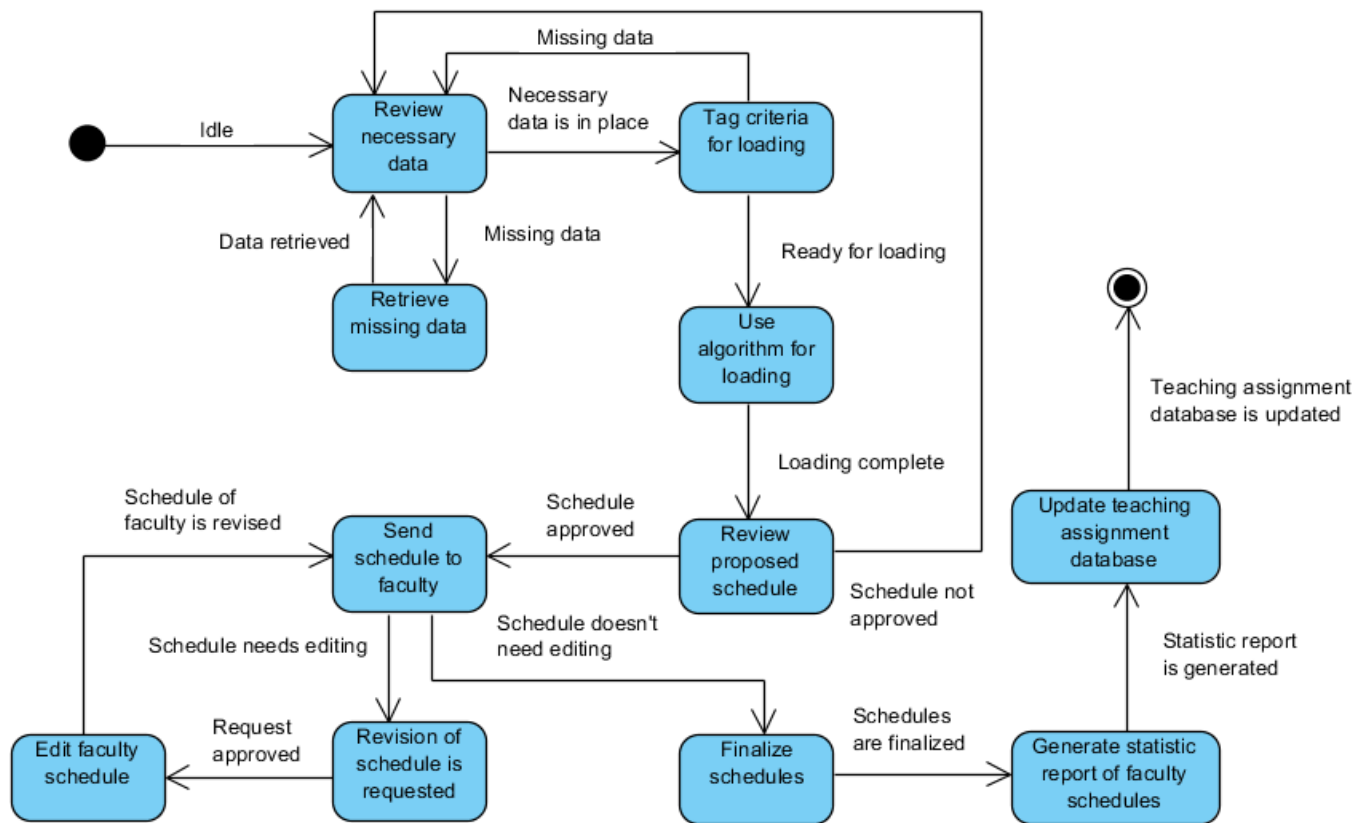 Missing data
Idle
Review
necessary
data
Necessary
data is in place
Tag criteria
for loading
Data retrieved
Missing data
Ready for loading
Retrieve
missing data
Use
algorithm for
loading
Teaching assignment
database is updated
Loading complete
Schedule of
faculty is revised
Send
schedule to
faculty
Schedule
approved
Review
proposed
schedule
Schedule not
approved
Update teaching
assignment
database
Schedule needs editing
Schedule doesn't
need editing
Statistic report
is generated
Edit faculty
schedule
Request
approved
Revision of
schedule is
requested
Finalize
schedules
Schedules
are finalized
Generate statistic
report of faculty
schedules